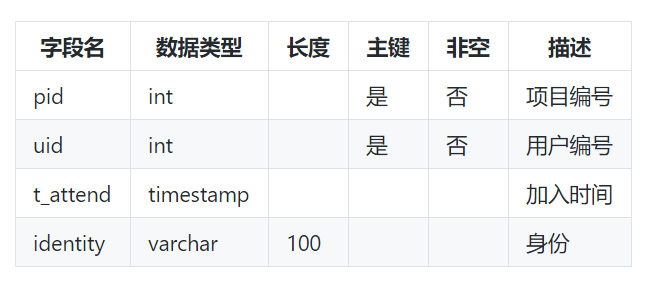 字段名 数据类型 长度 主键 非空 描述
pid int 是 否 项目编号
uid int 是 否 用户编号
t_attend timestamp 加入时间
identity varchar 100 身份